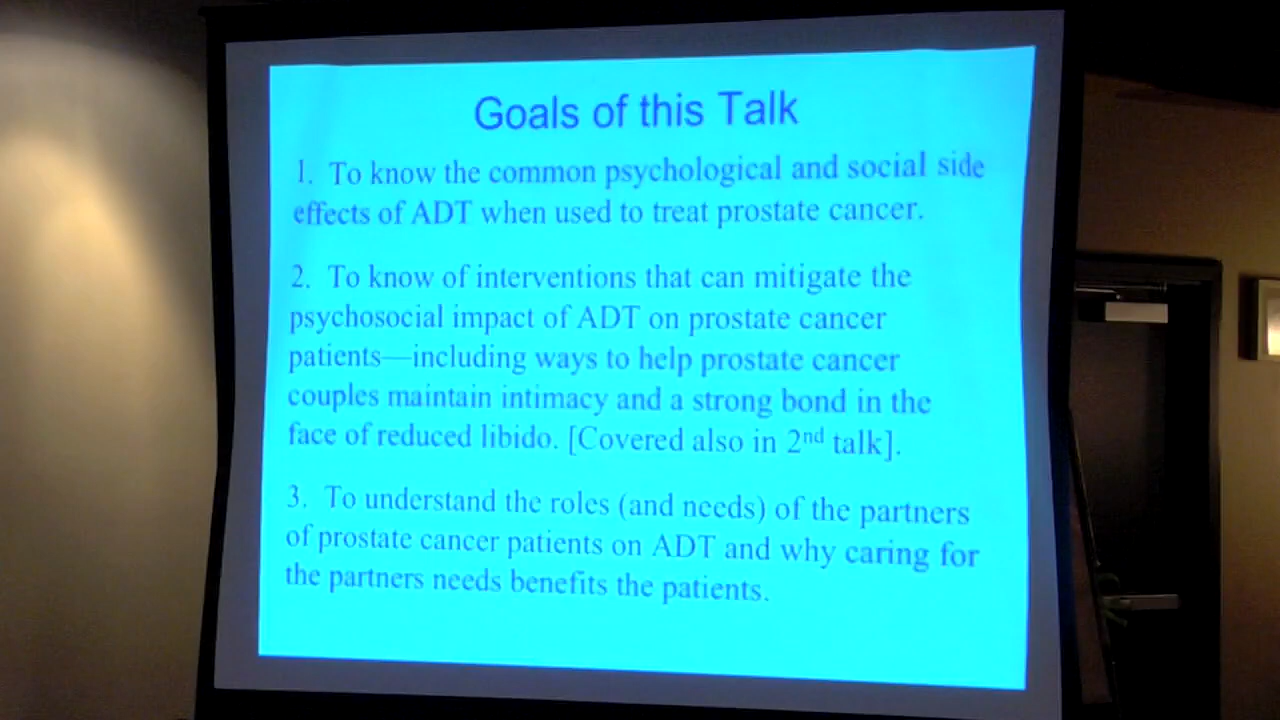 Goals of this Talk
1. To know the common psychological and social side
effects of ADT when used to treat prostate cancer.
2. To know of interventions that can mitigate the
psychosocial impact of ADT on prostate cancer
patients—including ways to help prostate cancer
couples maintain intimacy and a strong bond in the
face of reduced libido. [Covered also in 2nd talk].
3. To understand the roles (and needs) of the partners
of prostate cancer patients on ADT and why caring for
the partners needs benefits the patients.